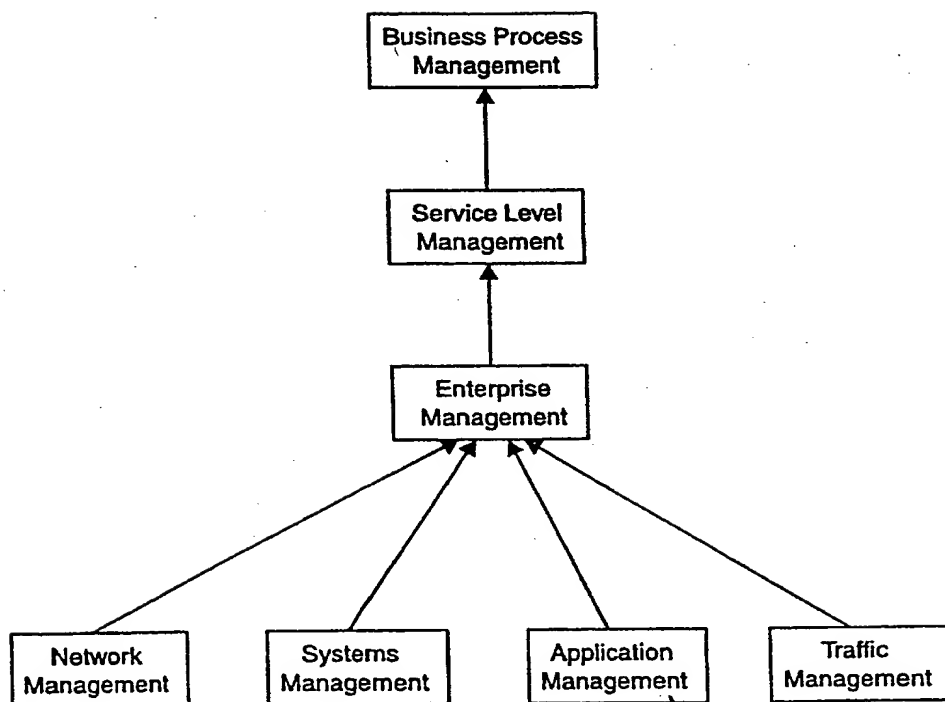 Business Process
Management
Service Level
Management
Enterprise
Management
Network
Management
Systems
Management
Application
Management
Traffic
Management